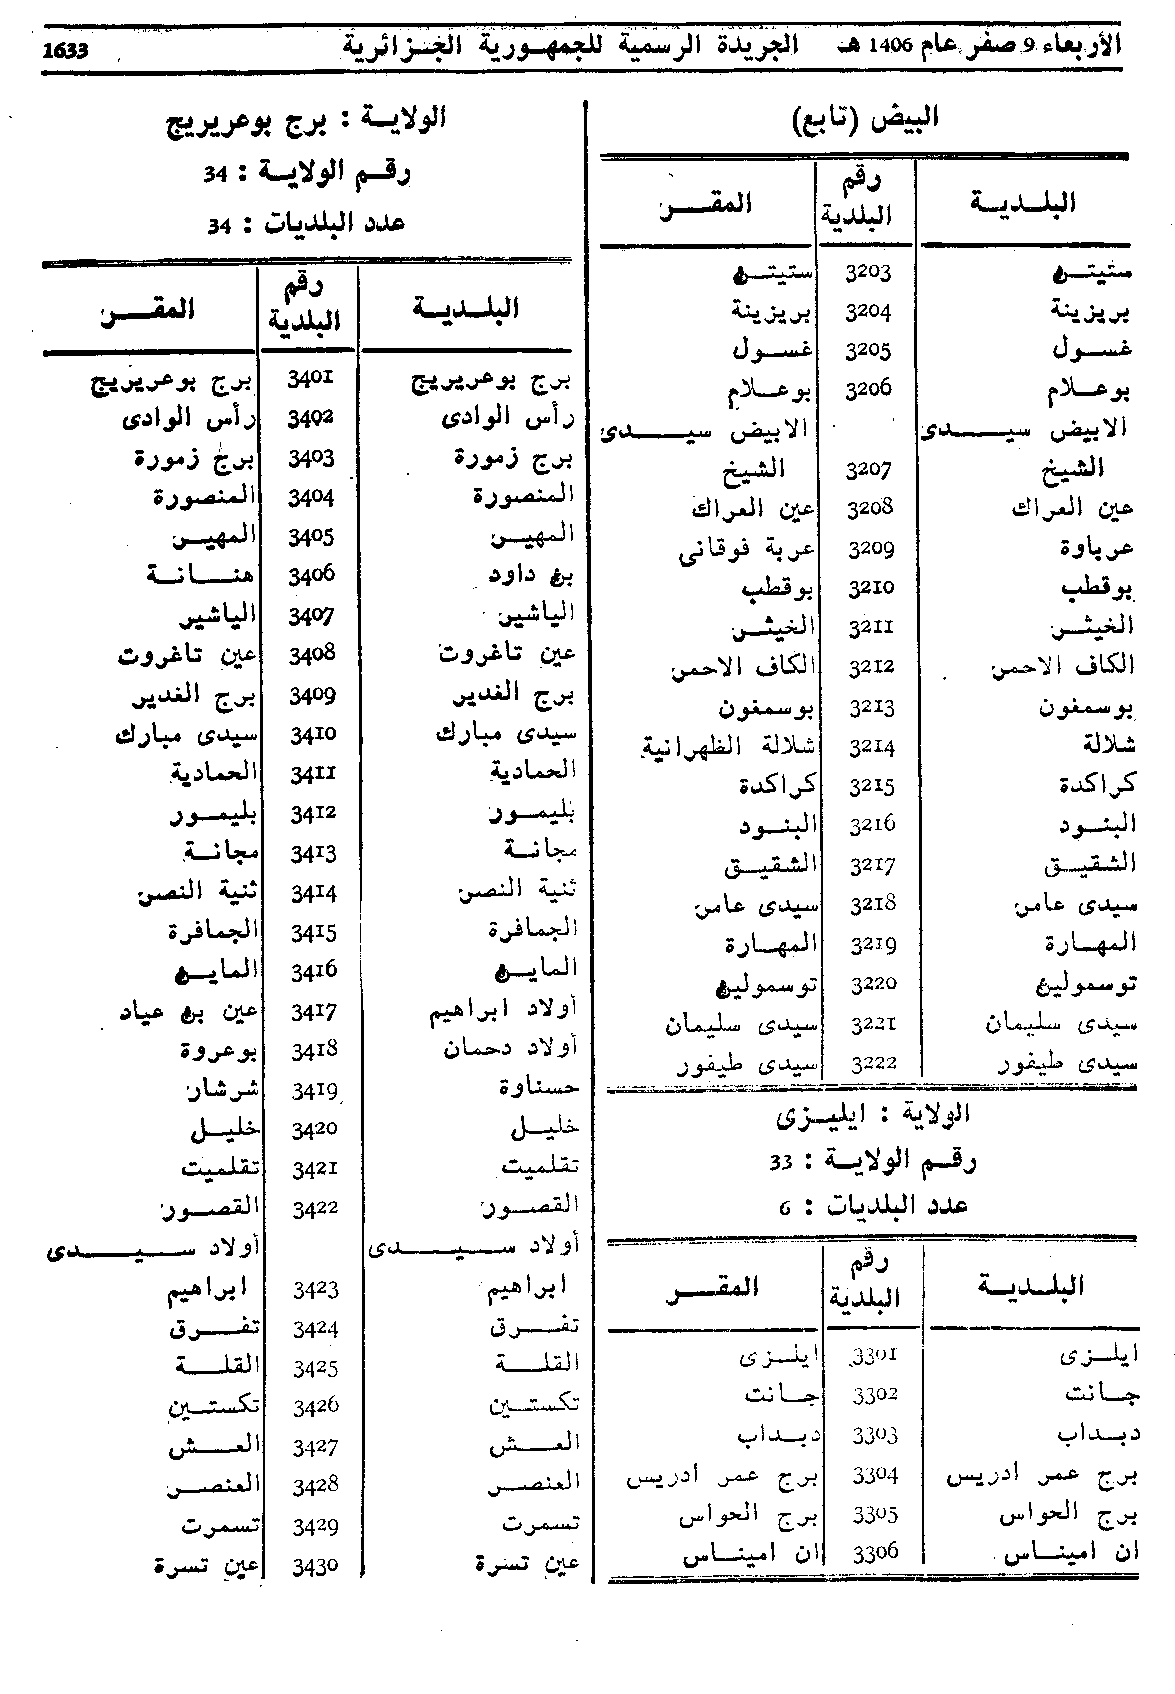 الأربعاء 9 صفر عام 1406 هـ الجريدة الرسمية للجمهورية الجزائرية 1633
البيض (تابع)
البلدية رقم البلدية المقر
ستيتن 3203 ستيتن
بريزينة 3204 بريزينة
غسول 3205 غسول
بوعلام 3206 بوعلام
الابيض سيدى الابيض سيدى
الشيخ 3207 الشيخ
عين العراك 3208 عين العراك
عرباوة 3209 عربة فوقانى
بوقطب 3210 بوقطب
الخيثر 3211 الخيثر
الكاف الاحمر 3212 الكاف الاحمر
بوسمغون 3213 بوسمغون
شلالة 3214 شلالة الظهرانية
كراكدة 3215 كراكدة
البنود 3216 البنود
الشقيق 3217 الشقيق
سيدى عامر 3218 سيدى عامر
المهارة 3219 المهارة
توسمولين 3220 توسمولين
سيدى سليمان 3221 سيدى سليمان
سيدى طيفور 3222 سيدى طيفور
الولاية : ايليزى
رقم الولاية : 33
عدد البلديات : 6
البلدية رقم البلدية المقر
ايلزى 3301 ايلزى
جانت 3302 جانت
ديداب 3303 ديداب
برج عمر أدريس 3304 برج عمر أدريس
برج الحواس 3305 برج الحواس
ان اميناس 3306 ان اميناس
الولاية : برج بوعريريج
رقم الولاية : 34
عدد البلديات : 34
البلدية رقم البلدية المقر
برج بوعريريج 3401 برج بوعريريج
رأس الوادى 3402 رأس الوادى
برج زمورة 3403 برج زمورة
المنصورة 3404 المنصورة
المهير 3405 المهير
بن داود 3406 هنانة
الياشير 3407 الياشير
عين تاغروت 3408 عين تاغروت
برج الغدير 3409 برج الغدير
سيدى مبارك 3410 سيدى مبارك
الحمادية 3411 الحمادية
بليمور 3412 بليمور
مجانة 3413 مجانة
ثنية النصر 3414 ثنية النصر
الجمافرة 3415 الجمافرة
الماين 3416 الماين
أولاد ابراهيم 3417 عين بن عياد
أولاد دحمان 3418 بوعروة
حسناوة 3419 شرشار
خليل 3420 خليل
تقلميت 3421 تقلميت
القصور 3422 القصور
أولاد سيدى أولاد سيدى
ابراهيم 3423 ابراهيم
تفرق 3424 تفرق
القلة 3425 القلة
تكستين 3426 تكستين
العش 3427 العش
العنصر 3428 العنصر
تسمرت 3429 تسمرت
عين تسرة 3430 عين تسرة